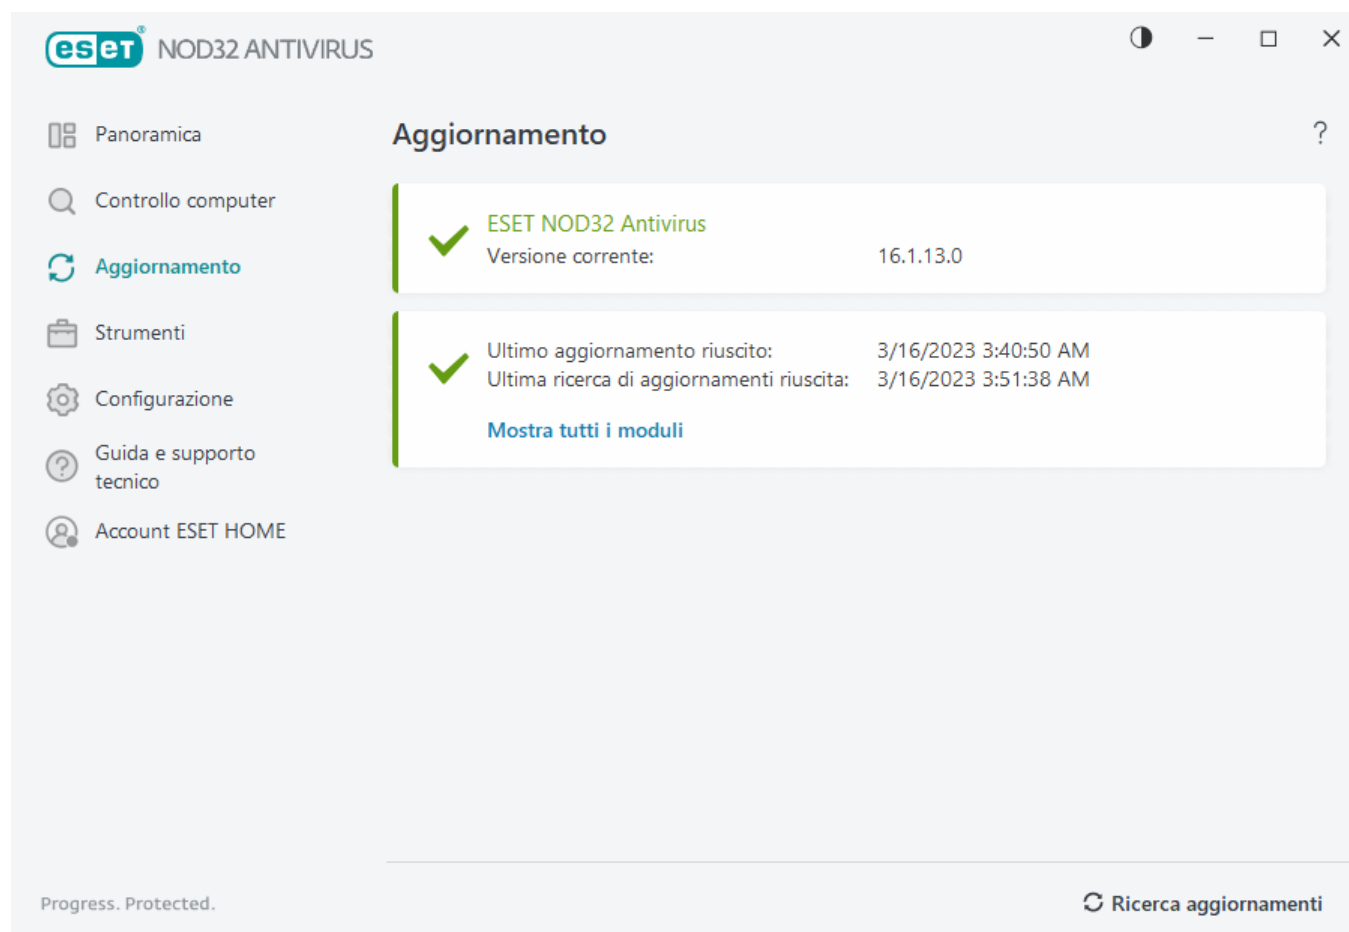 eset® NOD32 ANTIVIRUS
Panoramica
Controllo computer
Aggiornamento
Strumenti
Configurazione
Guida e supporto
tecnico
Account ESET HOME
Aggiornamento
?
ESET NOD32 Antivirus
Versione corrente: 16.1.13.0
Ultimo aggiornamento riuscito: 3/16/2023 3:40:50 AM
Ultima ricerca di aggiornamenti riuscita: 3/16/2023 3:51:38 AM
Mostra tutti i moduli
Progress. Protected.
Ricerca aggiornamenti